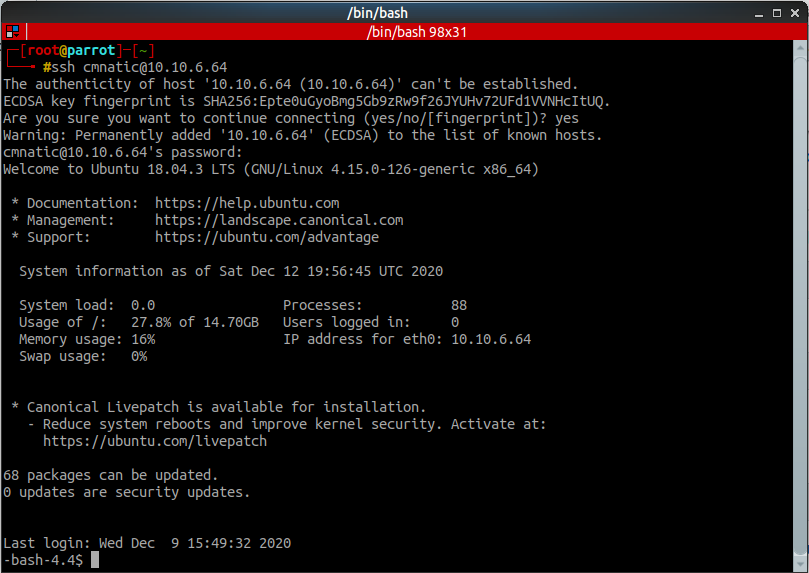 /bin/bash
/bin/bash 98x31
┌─[root@parrot]─[~]
└──╼ #ssh cmnatic@10.10.6.64
The authenticity of host '10.10.6.64 (10.10.6.64)' can't be established.
ECDSA key fingerprint is SHA256:Epte0uGyoBmg5Gb9zRw9f26JYUHv72UFd1VVNHcItUQ.
Are you sure you want to continue connecting (yes/no/[fingerprint])? yes
Warning: Permanently added '10.10.6.64' (ECDSA) to the list of known hosts.
cmnatic@10.10.6.64's password:
Welcome to Ubuntu 18.04.3 LTS (GNU/Linux 4.15.0-126-generic x86_64)
* Documentation:  https://help.ubuntu.com
* Management:     https://landscape.canonical.com
* Support:        https://ubuntu.com/advantage
System information as of Sat Dec 12 19:56:45 UTC 2020
System load:  0.0                Processes:           88
Usage of /:   27.8% of 14.70GB   Users logged in:     0
Memory usage: 16%                IP address for eth0: 10.10.6.64
Swap usage:   0%
* Canonical Livepatch is available for installation.
- Reduce system reboots and improve kernel security. Activate at:
https://ubuntu.com/livepatch
68 packages can be updated.
0 updates are security updates.
Last login: Wed Dec  9 15:49:32 2020
-bash-4.4$